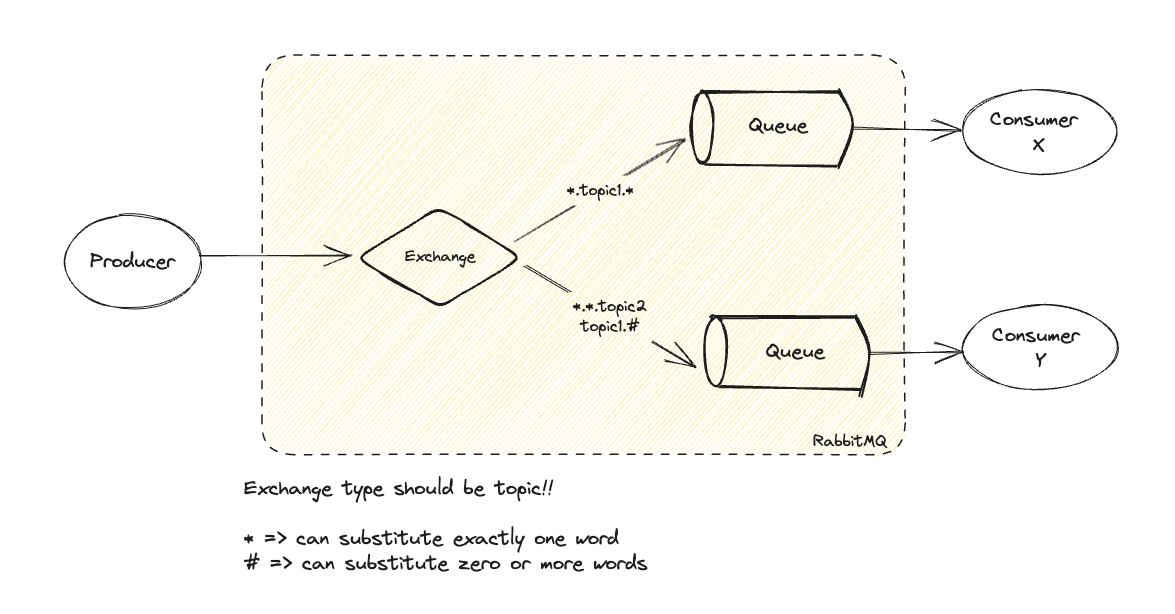 Queue
Consumer
X
*.topic1.*
Producer
Exchange
*.*.topic2
topic1.#
Queue
Consumer
Y
RabbitMQ
Exchange type should be topic!!
* => can substitute exactly one word
# => can substitute zero or more words